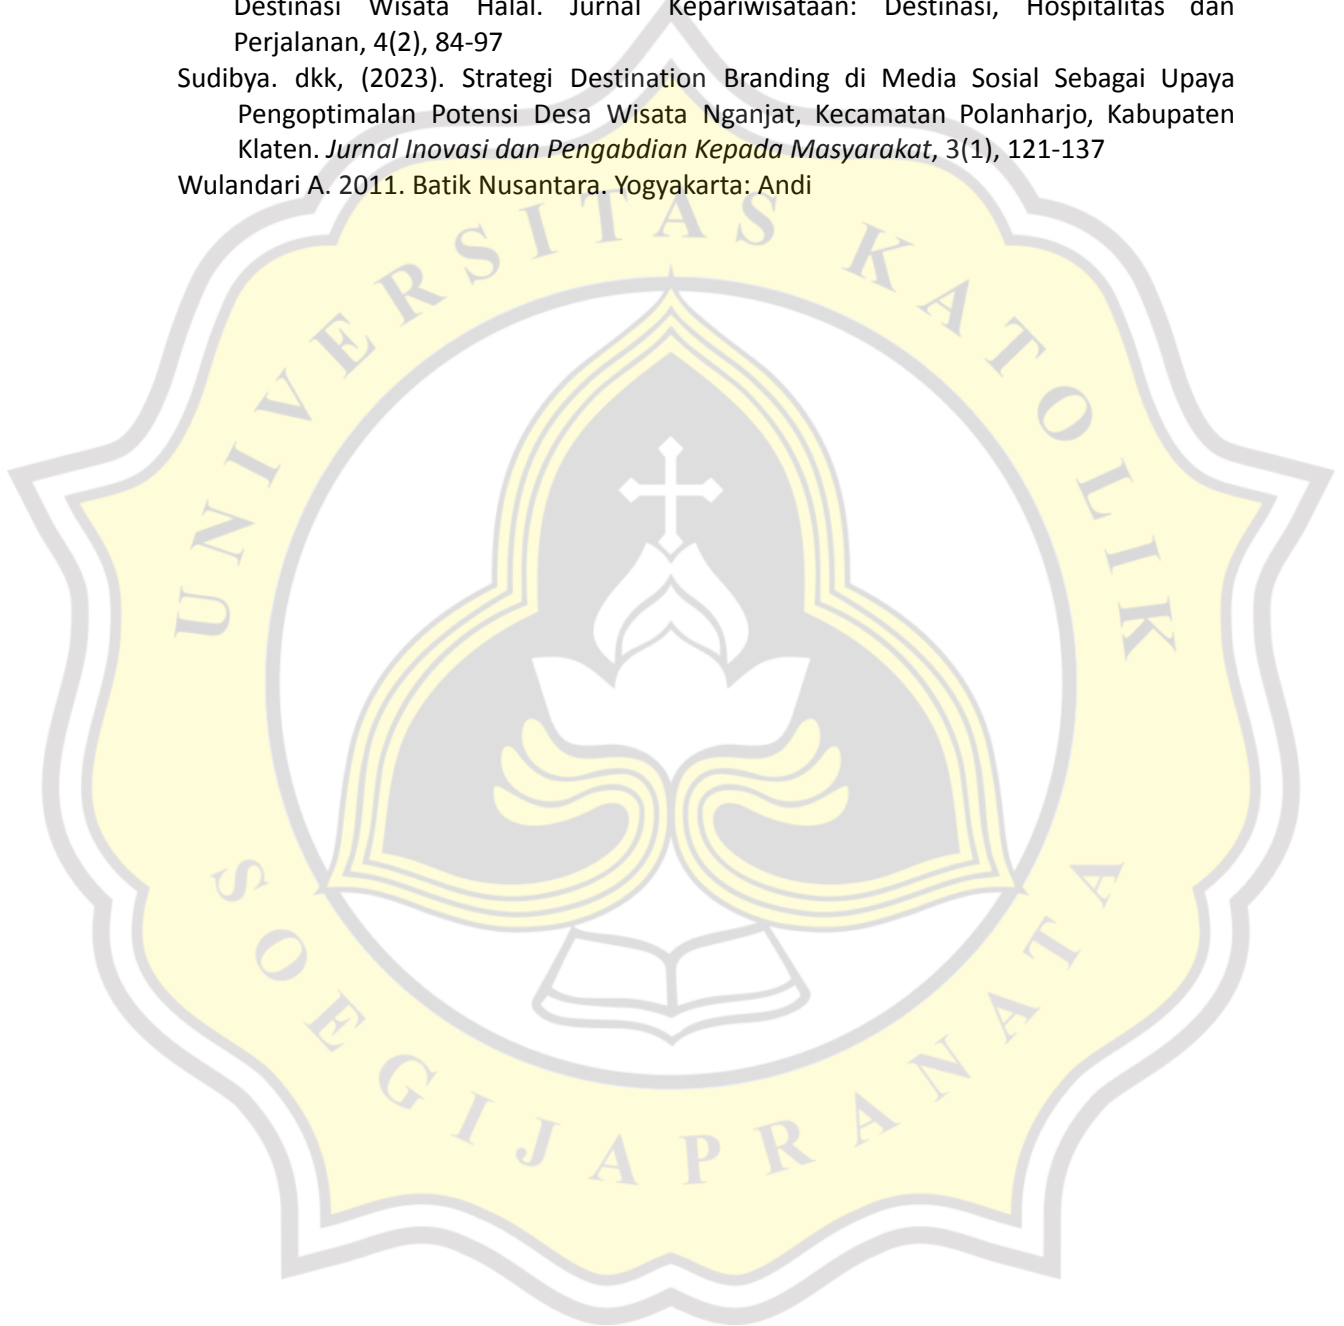 Destinasi Wisata Halal. Jurnal Kepariwisataan: Destinasi, Hospitalitas dan
Perjalanan, 4(2), 84-97
Sudibya. dkk, (2023). Strategi Destination Branding di Media Sosial Sebagai Upaya
Pengoptimalan Potensi Desa Wisata Nganjat, Kecamatan Polanharjo, Kabupaten
Klaten. Jurnal Inovasi dan Pengabdian Kepada Masyarakat, 3(1), 121-137
Wulandari A. 2011. Batik Nusantara. Yogyakarta: Andi
UNIVERSITAS KATOLIK
SOEGIJAPRANATA